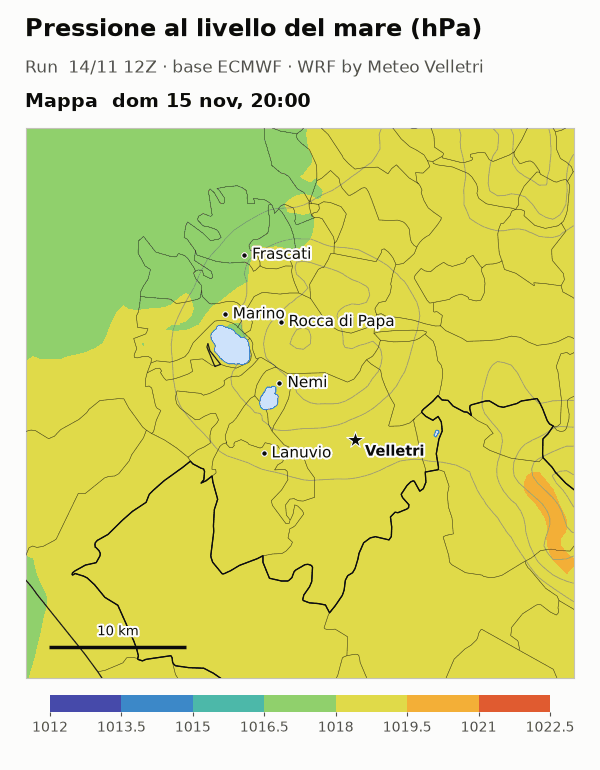 Pressione al livello del mare (hPa)
Run 14/11 12Z · base ECMWF · WRF by Meteo Velletri
Mappa dom 15 nov, 20:00
Frascati
Marino
Rocca di Papa
Nemi
Velletri
Lanuvio
10 km
1012 1013.5 1015 1016.5 1018 1019.5 1021 1022.5